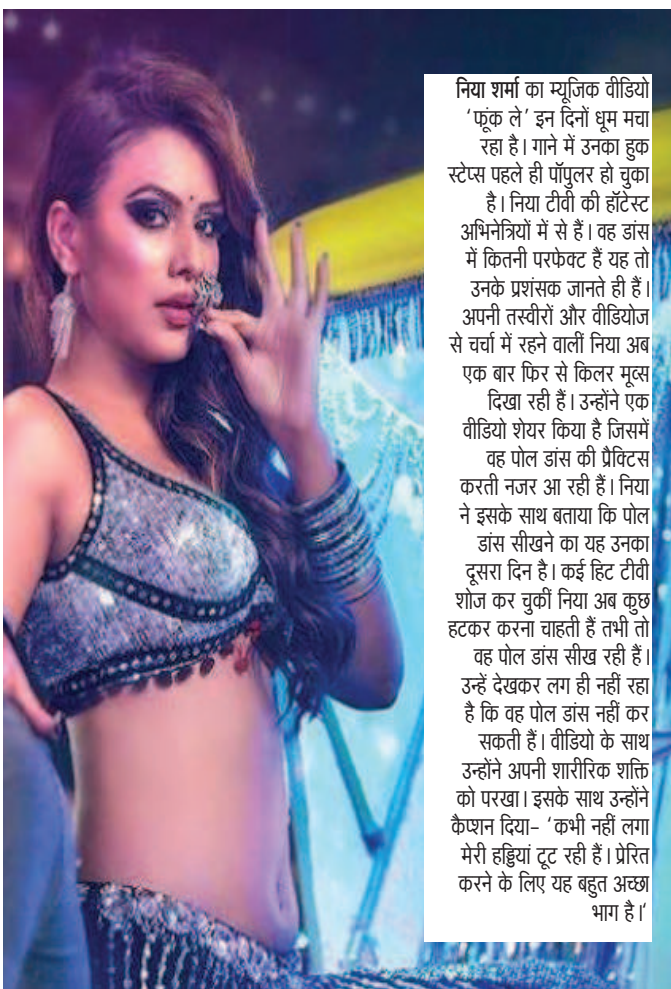 निया शर्मा का म्यूजिक वीडियो
‘फूंक ले’ इन दिनों धूम मचा
रहा है। गाने में उनका हुक
स्टेप्स पहले ही पॉपुलर हो चुका
है। निया टीवी की हॉटेस्ट
अभिनेत्रियों में से हैं। वह डांस
में कितनी परफेक्ट हैं यह तो
उनके प्रशंसक जानते ही हैं।
अपनी तस्वीरों और वीडियोज
से चर्चा में रहने वालीं निया अब
एक बार फिर से किलर मूव्स
दिखा रही हैं। उन्होंने एक
वीडियो शेयर किया है जिसमें
वह पोल डांस की प्रैक्टिस
करती नजर आ रही हैं। निया
ने इसके साथ बताया कि पोल
डांस सीखने का यह उनका
दूसरा दिन है। कई हिट टीवी
शोज कर चुकीं निया अब कुछ
हटकर करना चाहती हैं तभी तो
वह पोल डांस सीख रही हैं।
उन्हें देखकर लग ही नहीं रहा
है कि वह पोल डांस नहीं कर
सकती हैं। वीडियो के साथ
उन्होंने अपनी शारीरिक शक्ति
को परखा। इसके साथ उन्होंने
कैप्शन दिया– ‘कभी नहीं लगा
मेरी हड्डियां टूट रही हैं। प्रेरित
करने के लिए यह बहुत अच्छा
भाग है।‘